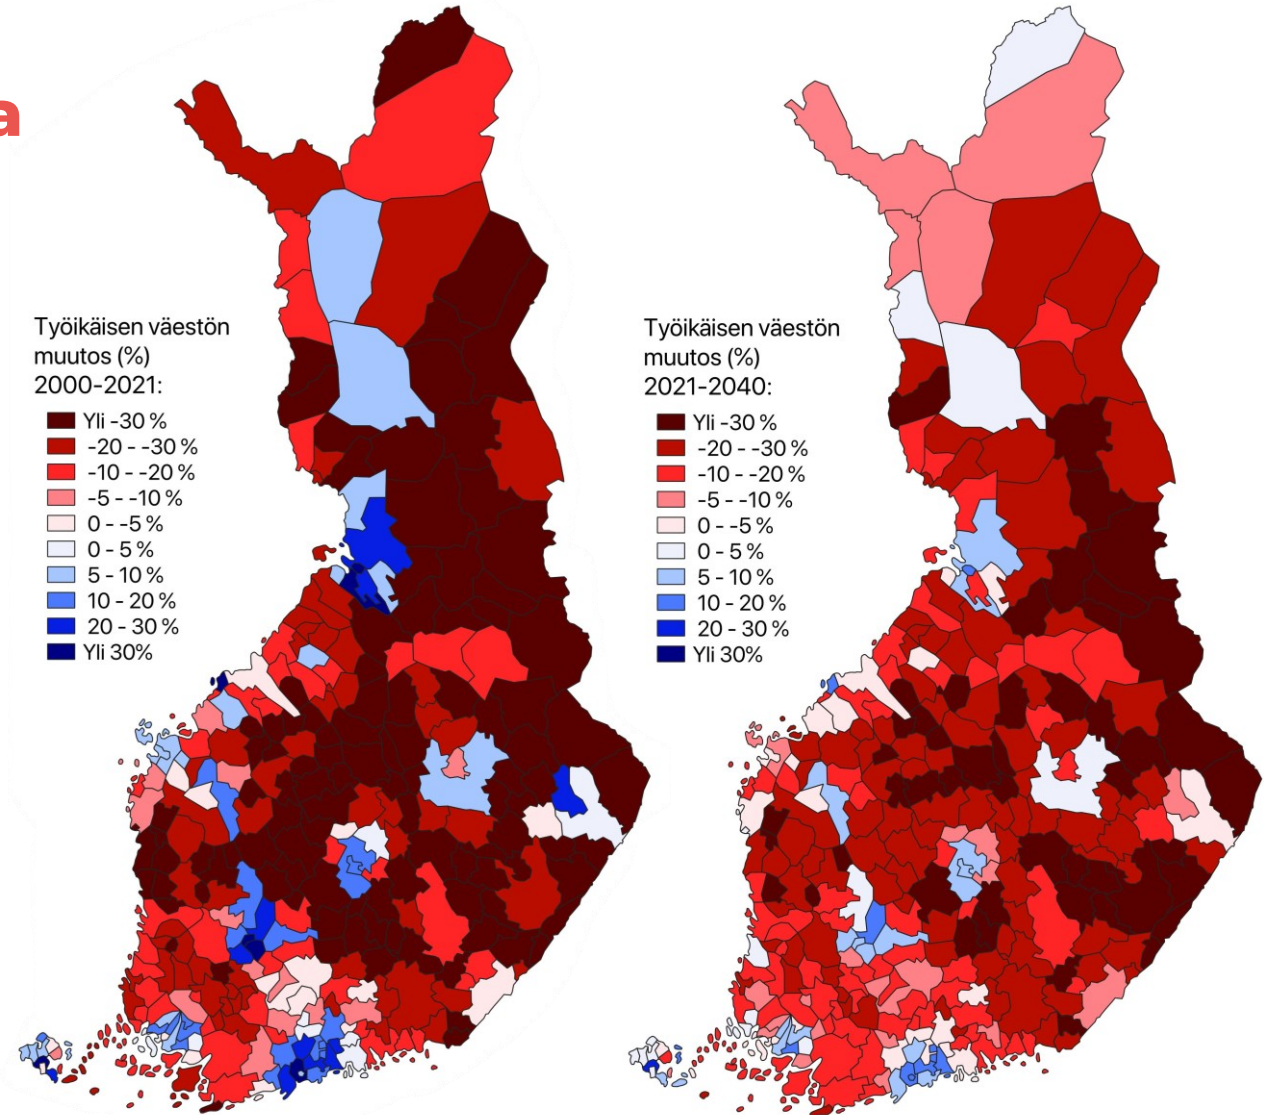 a
Työikäisen väestön
muutos (%)
2000-2021:
Yli -30 %
-20 - -30 %
-10 - -20 %
-5 - -10 %
0 - -5 %
0 - 5 %
5 - 10 %
10 - 20 %
20 - 30 %
Yli 30%
Työikäisen väestön
muutos (%)
2021-2040:
Yli -30 %
-20 - -30 %
-10 - -20 %
-5 - -10 %
0 - -5 %
0 - 5 %
5 - 10 %
10 - 20 %
20 - 30 %
Yli 30%